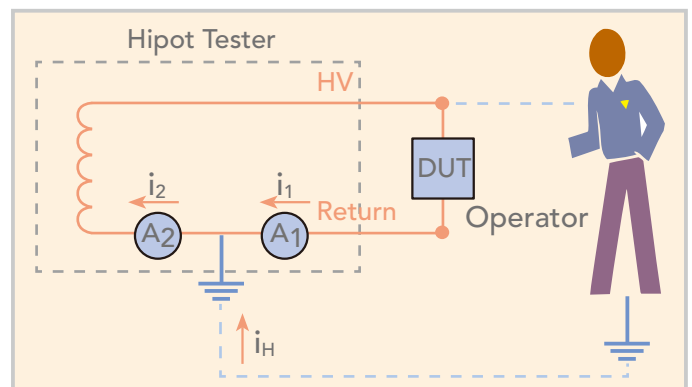 Hipot Tester
HV
DUT
i₂
i₁
Return
Operator
A2
A1
iH